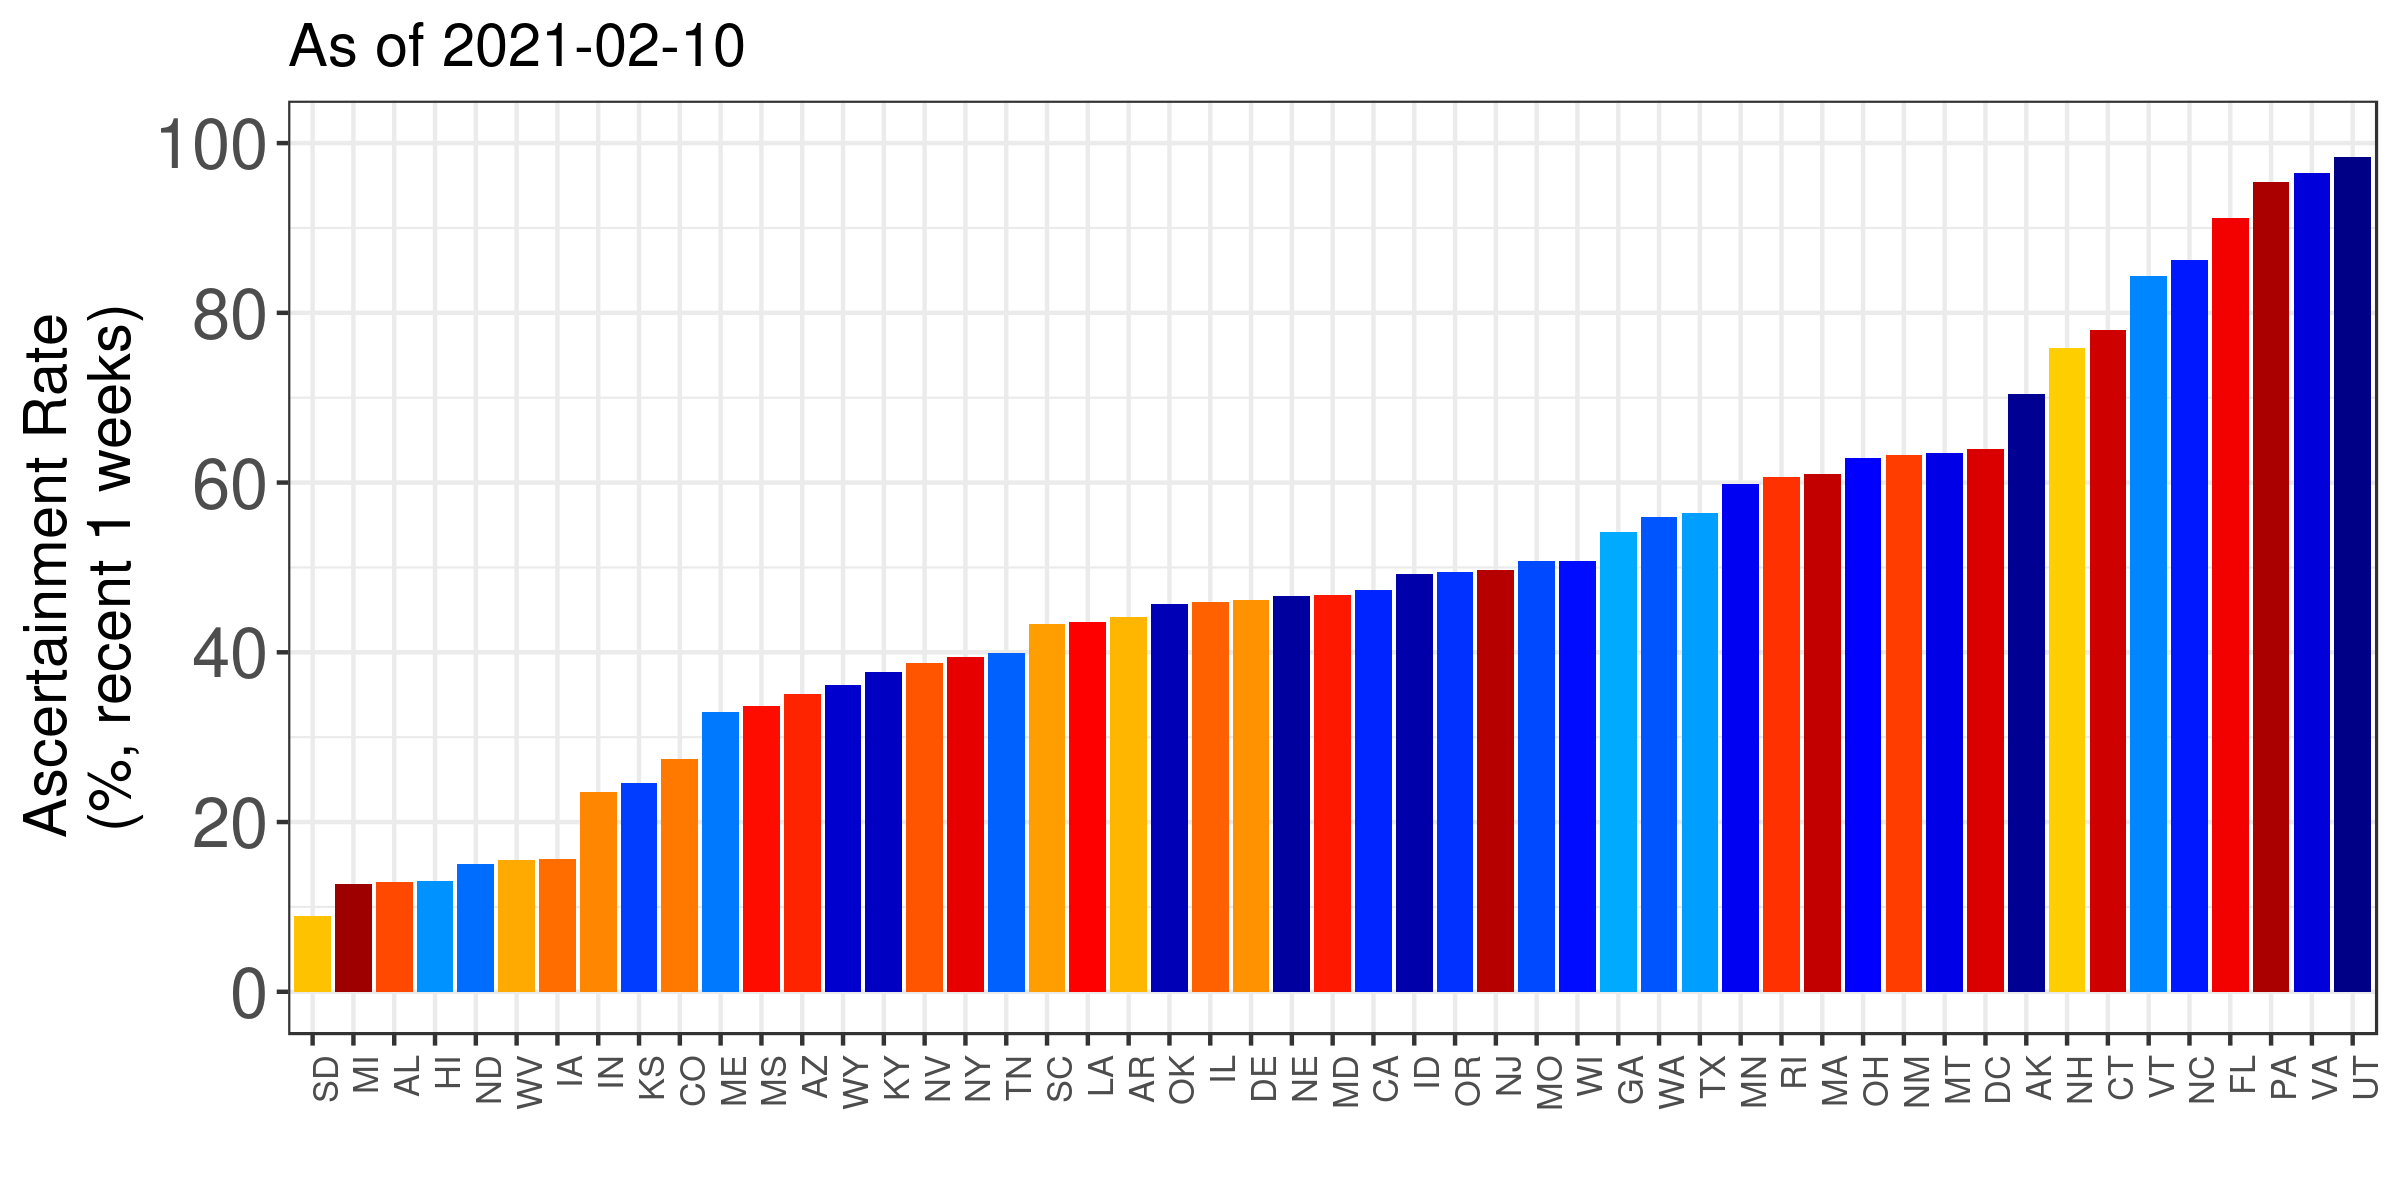 As of 2021-02-10
Ascertainment Rate
(%, recent 1 weeks)
100
80
60
40
20
0
SD MI AL HI ND WV IA IN KS CO ME MS AZ WY KY NV NY TN SC LA AR OK IL DE NE MD CA ID OR NJ MO WI GA WA TX MN RI MA OH NM MT DC AK NH CT VT NC FL PA VA UT